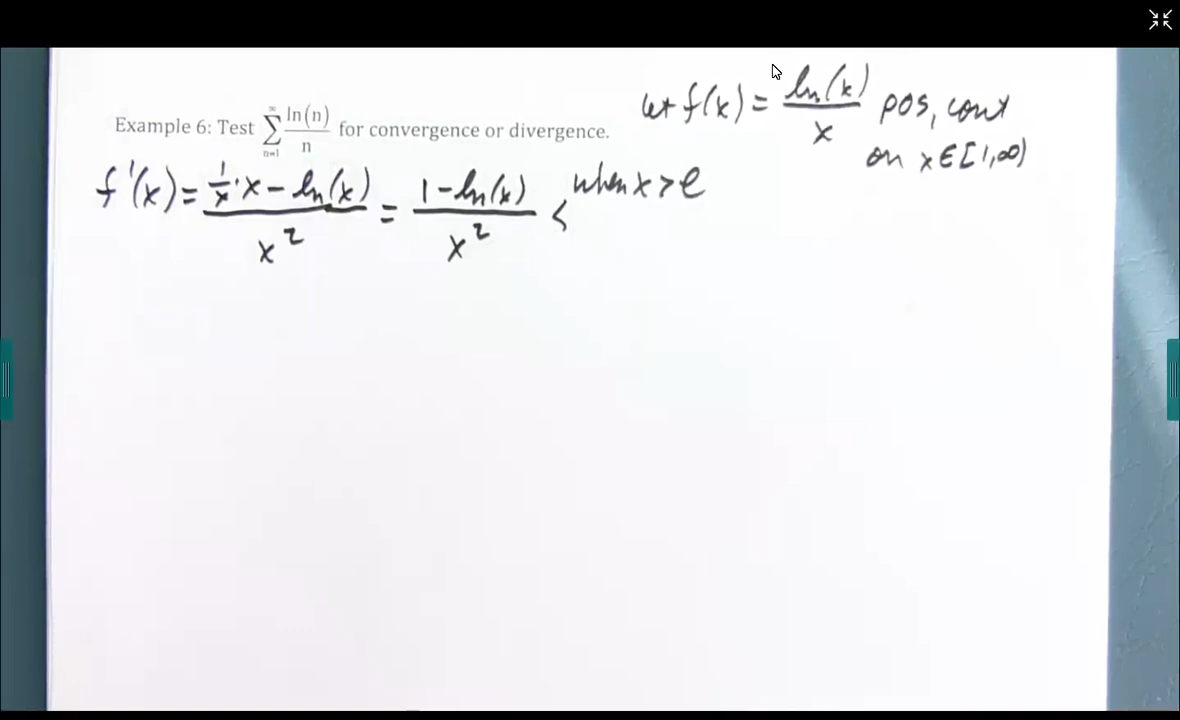 let f(x) = ln(x)/x pos, cont
on x∈[1,∞)
Example 6: Test ∑_{n=1}^{∞} ln(n)/n for convergence or divergence.
f'(x) = (1/x · x − ln(x))/x² = (1 − ln(x))/x² < when x > e